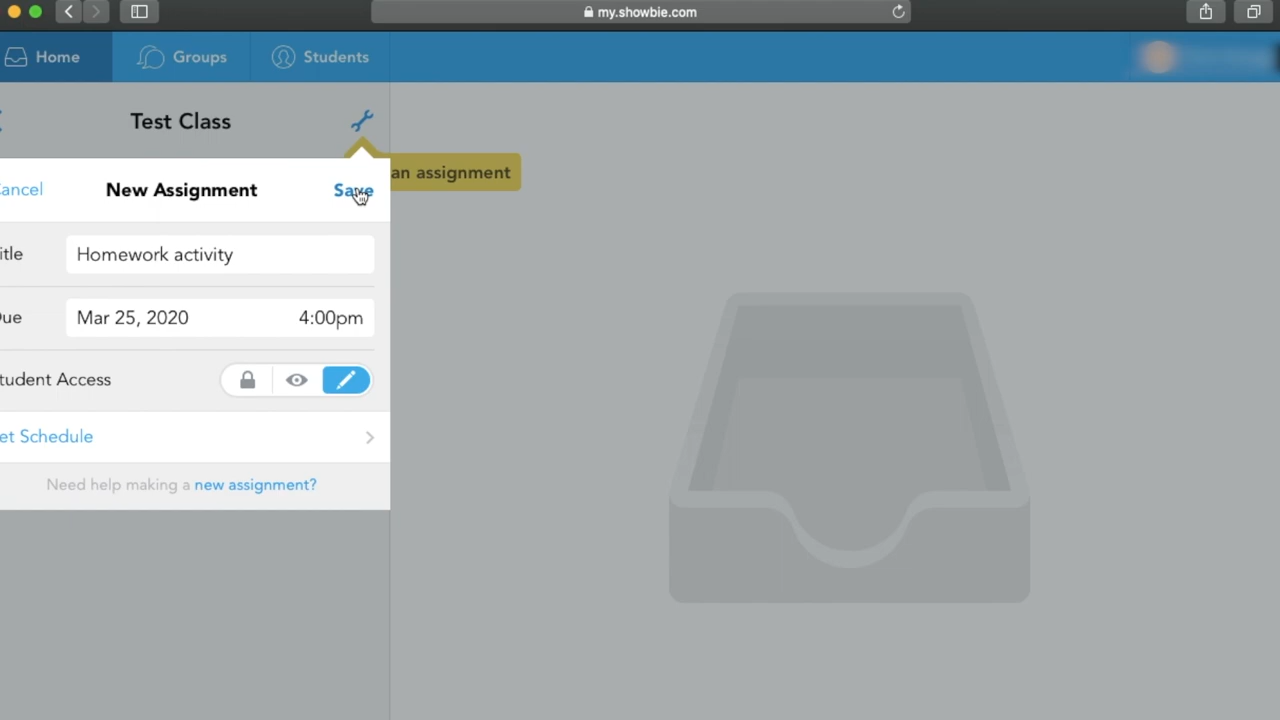 my.showbie.com
Home
Groups
Students
Test Class
an assignment
ancel
New Assignment
Save
itle
Homework activity
ue
Mar 25, 2020
4:00pm
tudent Access
et Schedule
Need help making a new assignment?